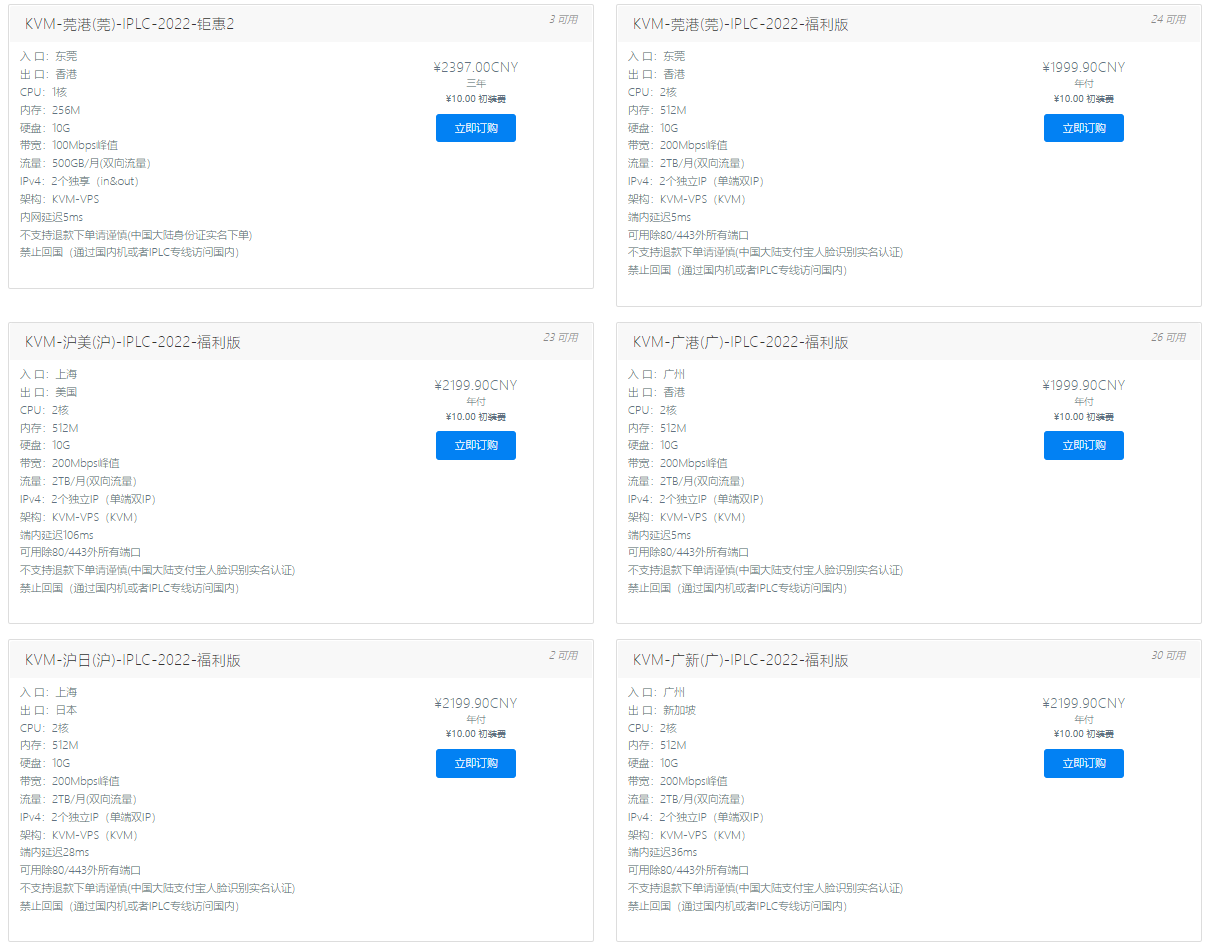 KVM-莞港(莞)-IPLC-2022-钜惠2
3 可用
入 口：东莞
出 口：香港
CPU：1核
内存：256M
硬盘：10G
带宽：100Mbps峰值
流量：500GB/月(双向流量)
IPv4：2个独享（in&out）
架构：KVM-VPS
内网延迟5ms
不支持退款下单请谨慎(中国大陆身份证实名下单)
禁止回国（通过国内机或者IPLC专线访问国内）
¥2397.00CNY
三年
¥10.00 初装费
立即订购
KVM-莞港(莞)-IPLC-2022-福利版
24 可用
入 口：东莞
出 口：香港
CPU：2核
内存：512M
硬盘：10G
带宽：200Mbps峰值
流量：2TB/月(双向流量)
IPv4：2个独立IP（单端双IP）
架构：KVM-VPS（KVM）
端内延迟5ms
可用除80/443外所有端口
不支持退款下单请谨慎(中国大陆支付宝人脸识别实名认证)
禁止回国（通过国内机或者IPLC专线访问国内）
¥1999.90CNY
年付
¥10.00 初装费
立即订购
KVM-沪美(沪)-IPLC-2022-福利版
23 可用
入 口：上海
出 口：美国
CPU：2核
内存：512M
硬盘：10G
带宽：200Mbps峰值
流量：2TB/月(双向流量)
IPv4：2个独立IP（单端双IP）
架构：KVM-VPS（KVM）
端内延迟106ms
可用除80/443外所有端口
不支持退款下单请谨慎(中国大陆支付宝人脸识别实名认证)
禁止回国（通过国内机或者IPLC专线访问国内）
¥2199.90CNY
年付
¥10.00 初装费
立即订购
KVM-广港(广)-IPLC-2022-福利版
26 可用
入 口：广州
出 口：香港
CPU：2核
内存：512M
硬盘：10G
带宽：200Mbps峰值
流量：2TB/月(双向流量)
IPv4：2个独立IP（单端双IP）
架构：KVM-VPS（KVM）
端内延迟5ms
可用除80/443外所有端口
不支持退款下单请谨慎(中国大陆支付宝人脸识别实名认证)
禁止回国（通过国内机或者IPLC专线访问国内）
¥1999.90CNY
年付
¥10.00 初装费
立即订购
KVM-沪日(沪)-IPLC-2022-福利版
2 可用
入 口：上海
出 口：日本
CPU：2核
内存：512M
硬盘：10G
带宽：200Mbps峰值
流量：2TB/月(双向流量)
IPv4：2个独立IP（单端双IP）
架构：KVM-VPS（KVM）
端内延迟28ms
可用除80/443外所有端口
不支持退款下单请谨慎(中国大陆支付宝人脸识别实名认证)
禁止回国（通过国内机或者IPLC专线访问国内）
¥2199.90CNY
年付
¥10.00 初装费
立即订购
KVM-广新(广)-IPLC-2022-福利版
30 可用
入 口：广州
出 口：新加坡
CPU：2核
内存：512M
硬盘：10G
带宽：200Mbps峰值
流量：2TB/月(双向流量)
IPv4：2个独立IP（单端双IP）
架构：KVM-VPS（KVM）
端内延迟36ms
可用除80/443外所有端口
不支持退款下单请谨慎(中国大陆支付宝人脸识别实名认证)
禁止回国（通过国内机或者IPLC专线访问国内）
¥2199.90CNY
年付
¥10.00 初装费
立即订购